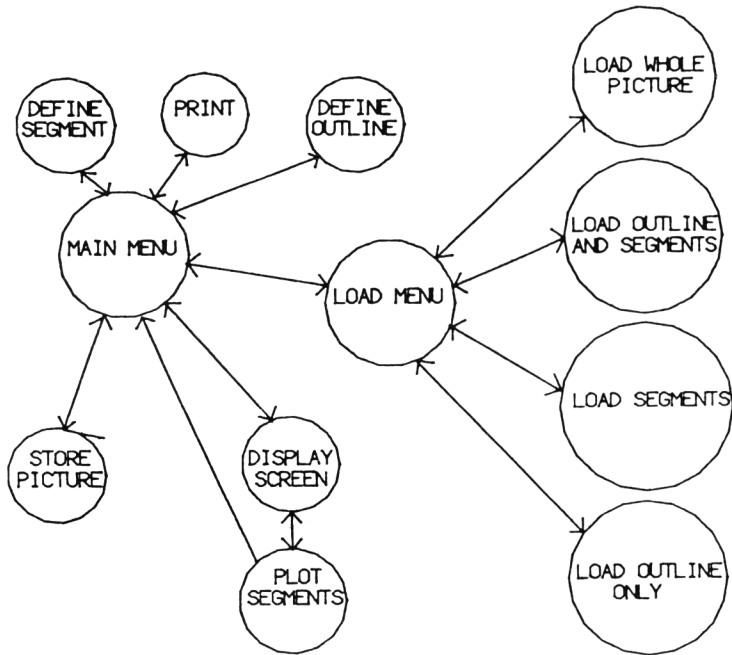 LOAD WHOLE
PICTURE
DEFINE
SEGMENT
PRINT
DEFINE
OUTLINE
MAIN MENU
LOAD OUTLINE
AND SEGMENTS
LOAD MENU
LOAD SEGMENTS
STORE
PICTURE
DISPLAY
SCREEN
PLOT
SEGMENTS
LOAD OUTLINE
ONLY